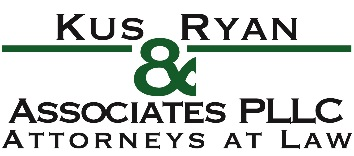 KUS RYAN
&
ASSOCIATES PLLC
ATTORNEYS AT LAW